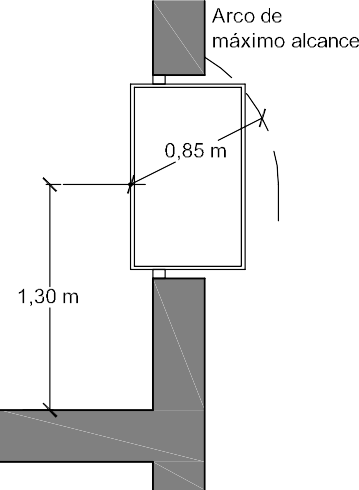 Arco de
máximo alcance
0,85 m
1,30 m